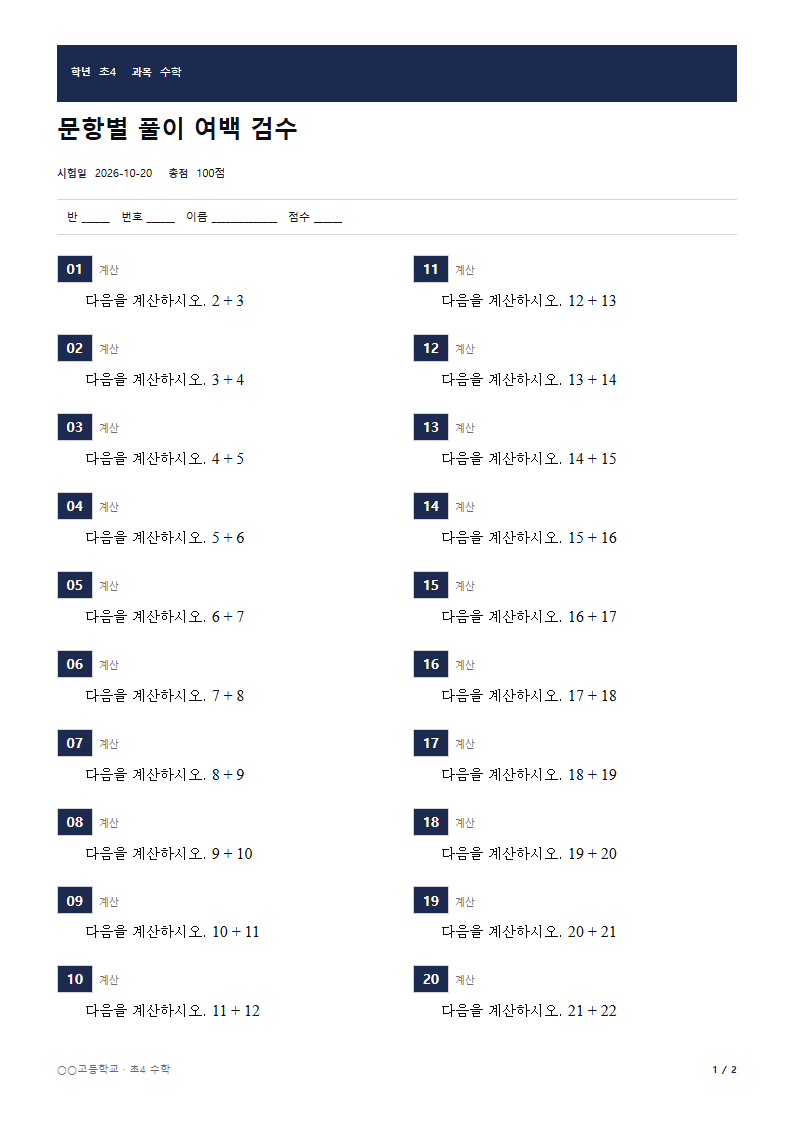 학년 초4 과목 수학
문항별 풀이 여백 검수
시험일 2026-10-20 총점 100점
반 _____ 번호 _____ 이름 ____________ 점수 _____
01 계산
다음을 계산하시오. 2 + 3
02 계산
다음을 계산하시오. 3 + 4
03 계산
다음을 계산하시오. 4 + 5
04 계산
다음을 계산하시오. 5 + 6
05 계산
다음을 계산하시오. 6 + 7
06 계산
다음을 계산하시오. 7 + 8
07 계산
다음을 계산하시오. 8 + 9
08 계산
다음을 계산하시오. 9 + 10
09 계산
다음을 계산하시오. 10 + 11
10 계산
다음을 계산하시오. 11 + 12
11 계산
다음을 계산하시오. 12 + 13
12 계산
다음을 계산하시오. 13 + 14
13 계산
다음을 계산하시오. 14 + 15
14 계산
다음을 계산하시오. 15 + 16
15 계산
다음을 계산하시오. 16 + 17
16 계산
다음을 계산하시오. 17 + 18
17 계산
다음을 계산하시오. 18 + 19
18 계산
다음을 계산하시오. 19 + 20
19 계산
다음을 계산하시오. 20 + 21
20 계산
다음을 계산하시오. 21 + 22
○○고등학교 · 초4 수학
1 / 2